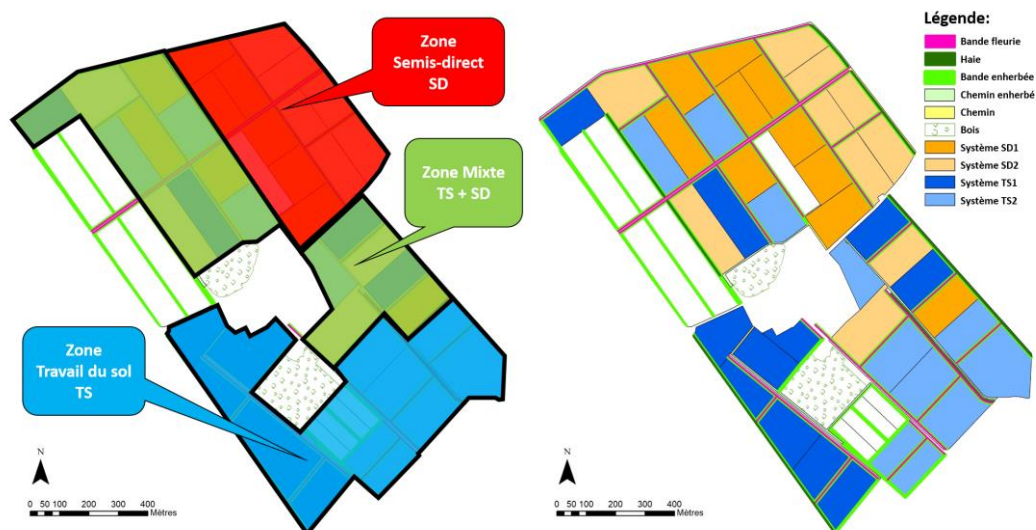 Zone
Semis-direct
SD
Zone Mixte
TS + SD
Zone
Travail du sol
TS
N
0 50 100 200 300 400
Mètres
Légende:
Bande fleurie
Haie
Bande enherbée
Chemin enherbé
Chemin
Bois
Système SD1
Système SD2
Système TS1
Système TS2
N
0 50 100 200 300 400
Mètres